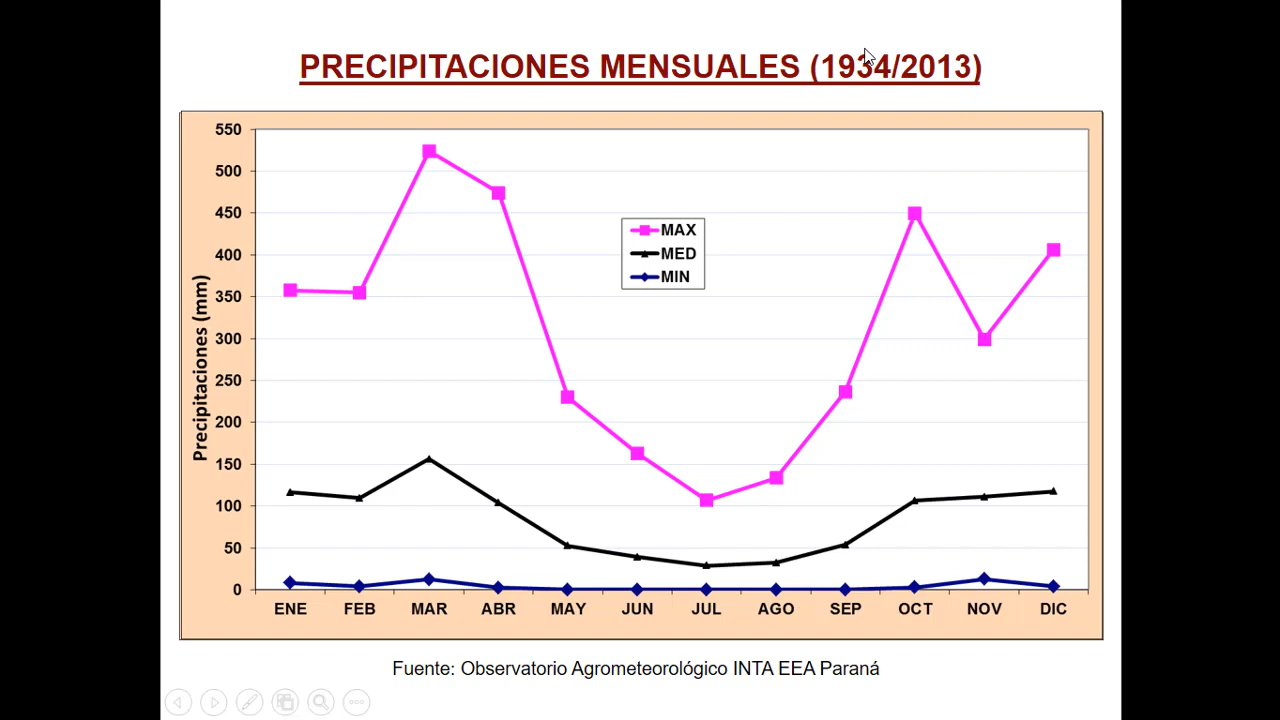 PRECIPITACIONES MENSUALES (1934/2013)
550
500
450
400
350
300
250
200
150
100
50
0
Precipitaciones (mm)
MAX
MED
MIN
ENE FEB MAR ABR MAY JUN JUL AGO SEP OCT NOV DIC
Fuente: Observatorio Agrometeorológico INTA EEA Paraná